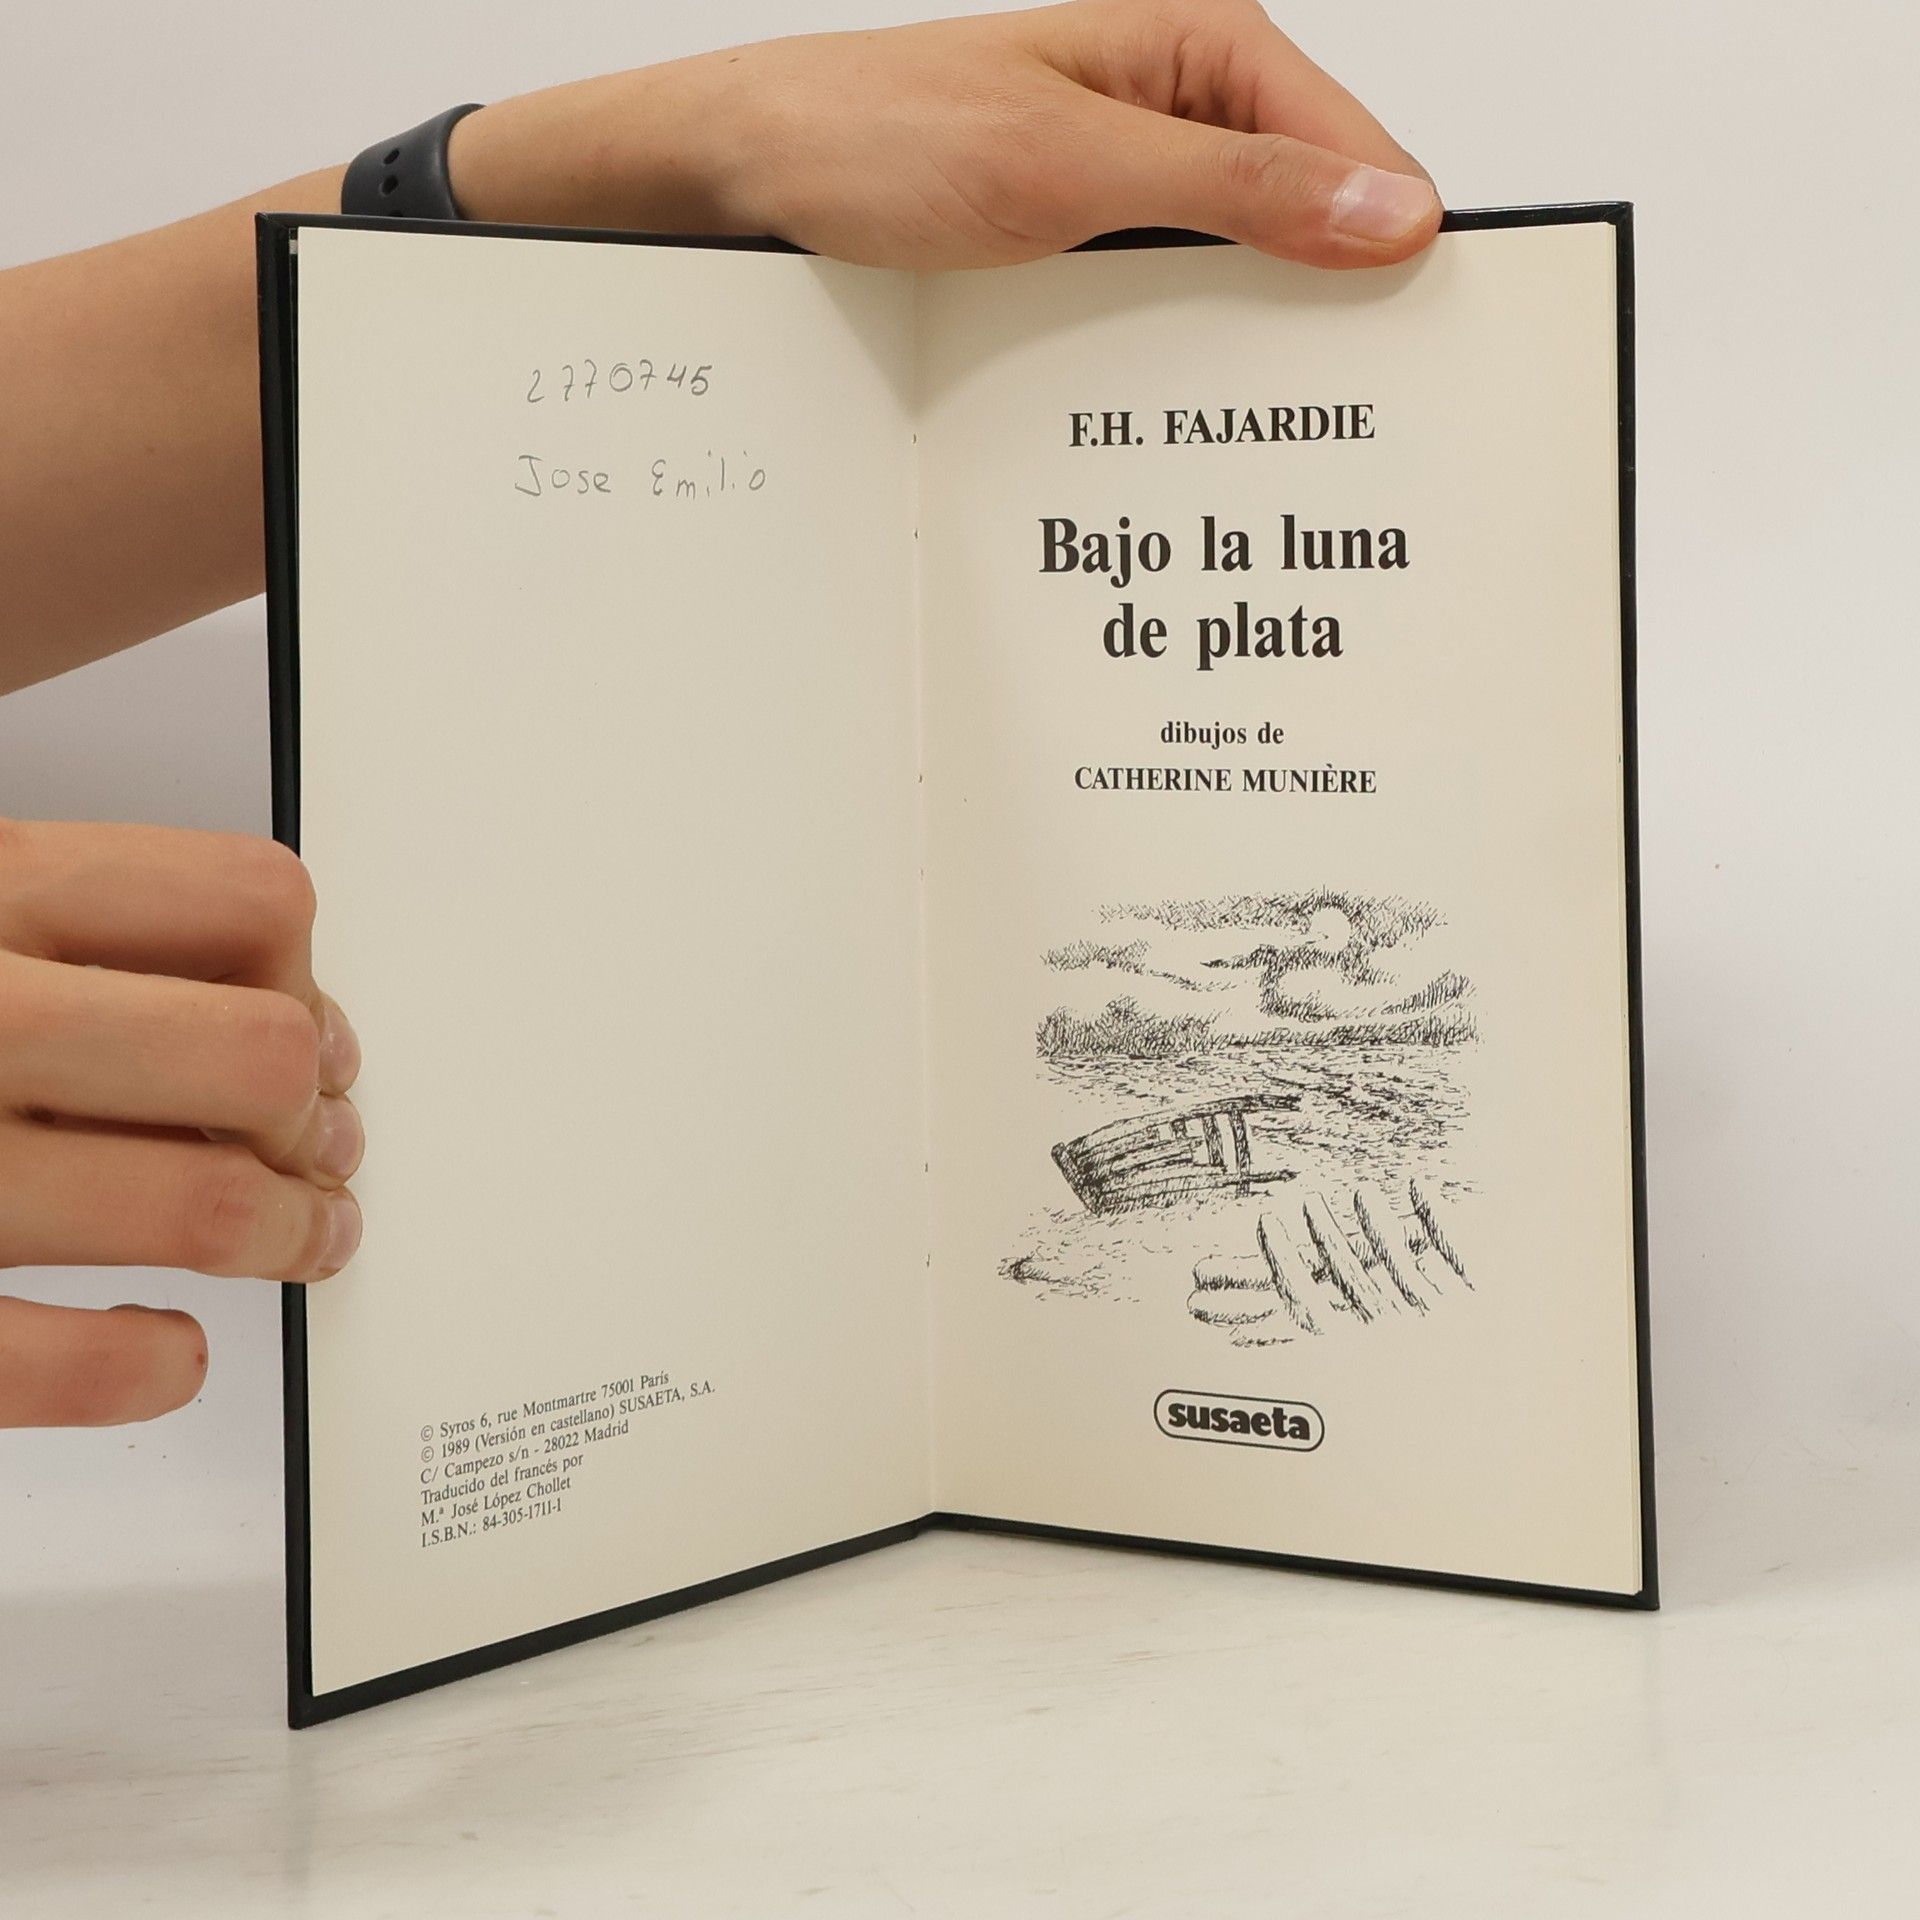 2770745
Jose Emilio
© Syros 6, rue Montmartre 75001 París
© 1989 (Versión en castellano) SUSAETA, S.A.
C/ Campezo s/n - 28022 Madrid
Traducido del francés por
M.ª José López Chollet
I.S.B.N.: 84-305-1711-1
F.H. FAJARDIE
Bajo la luna
de plata
dibujos de
CATHERINE MUNIÈRE
susaeta